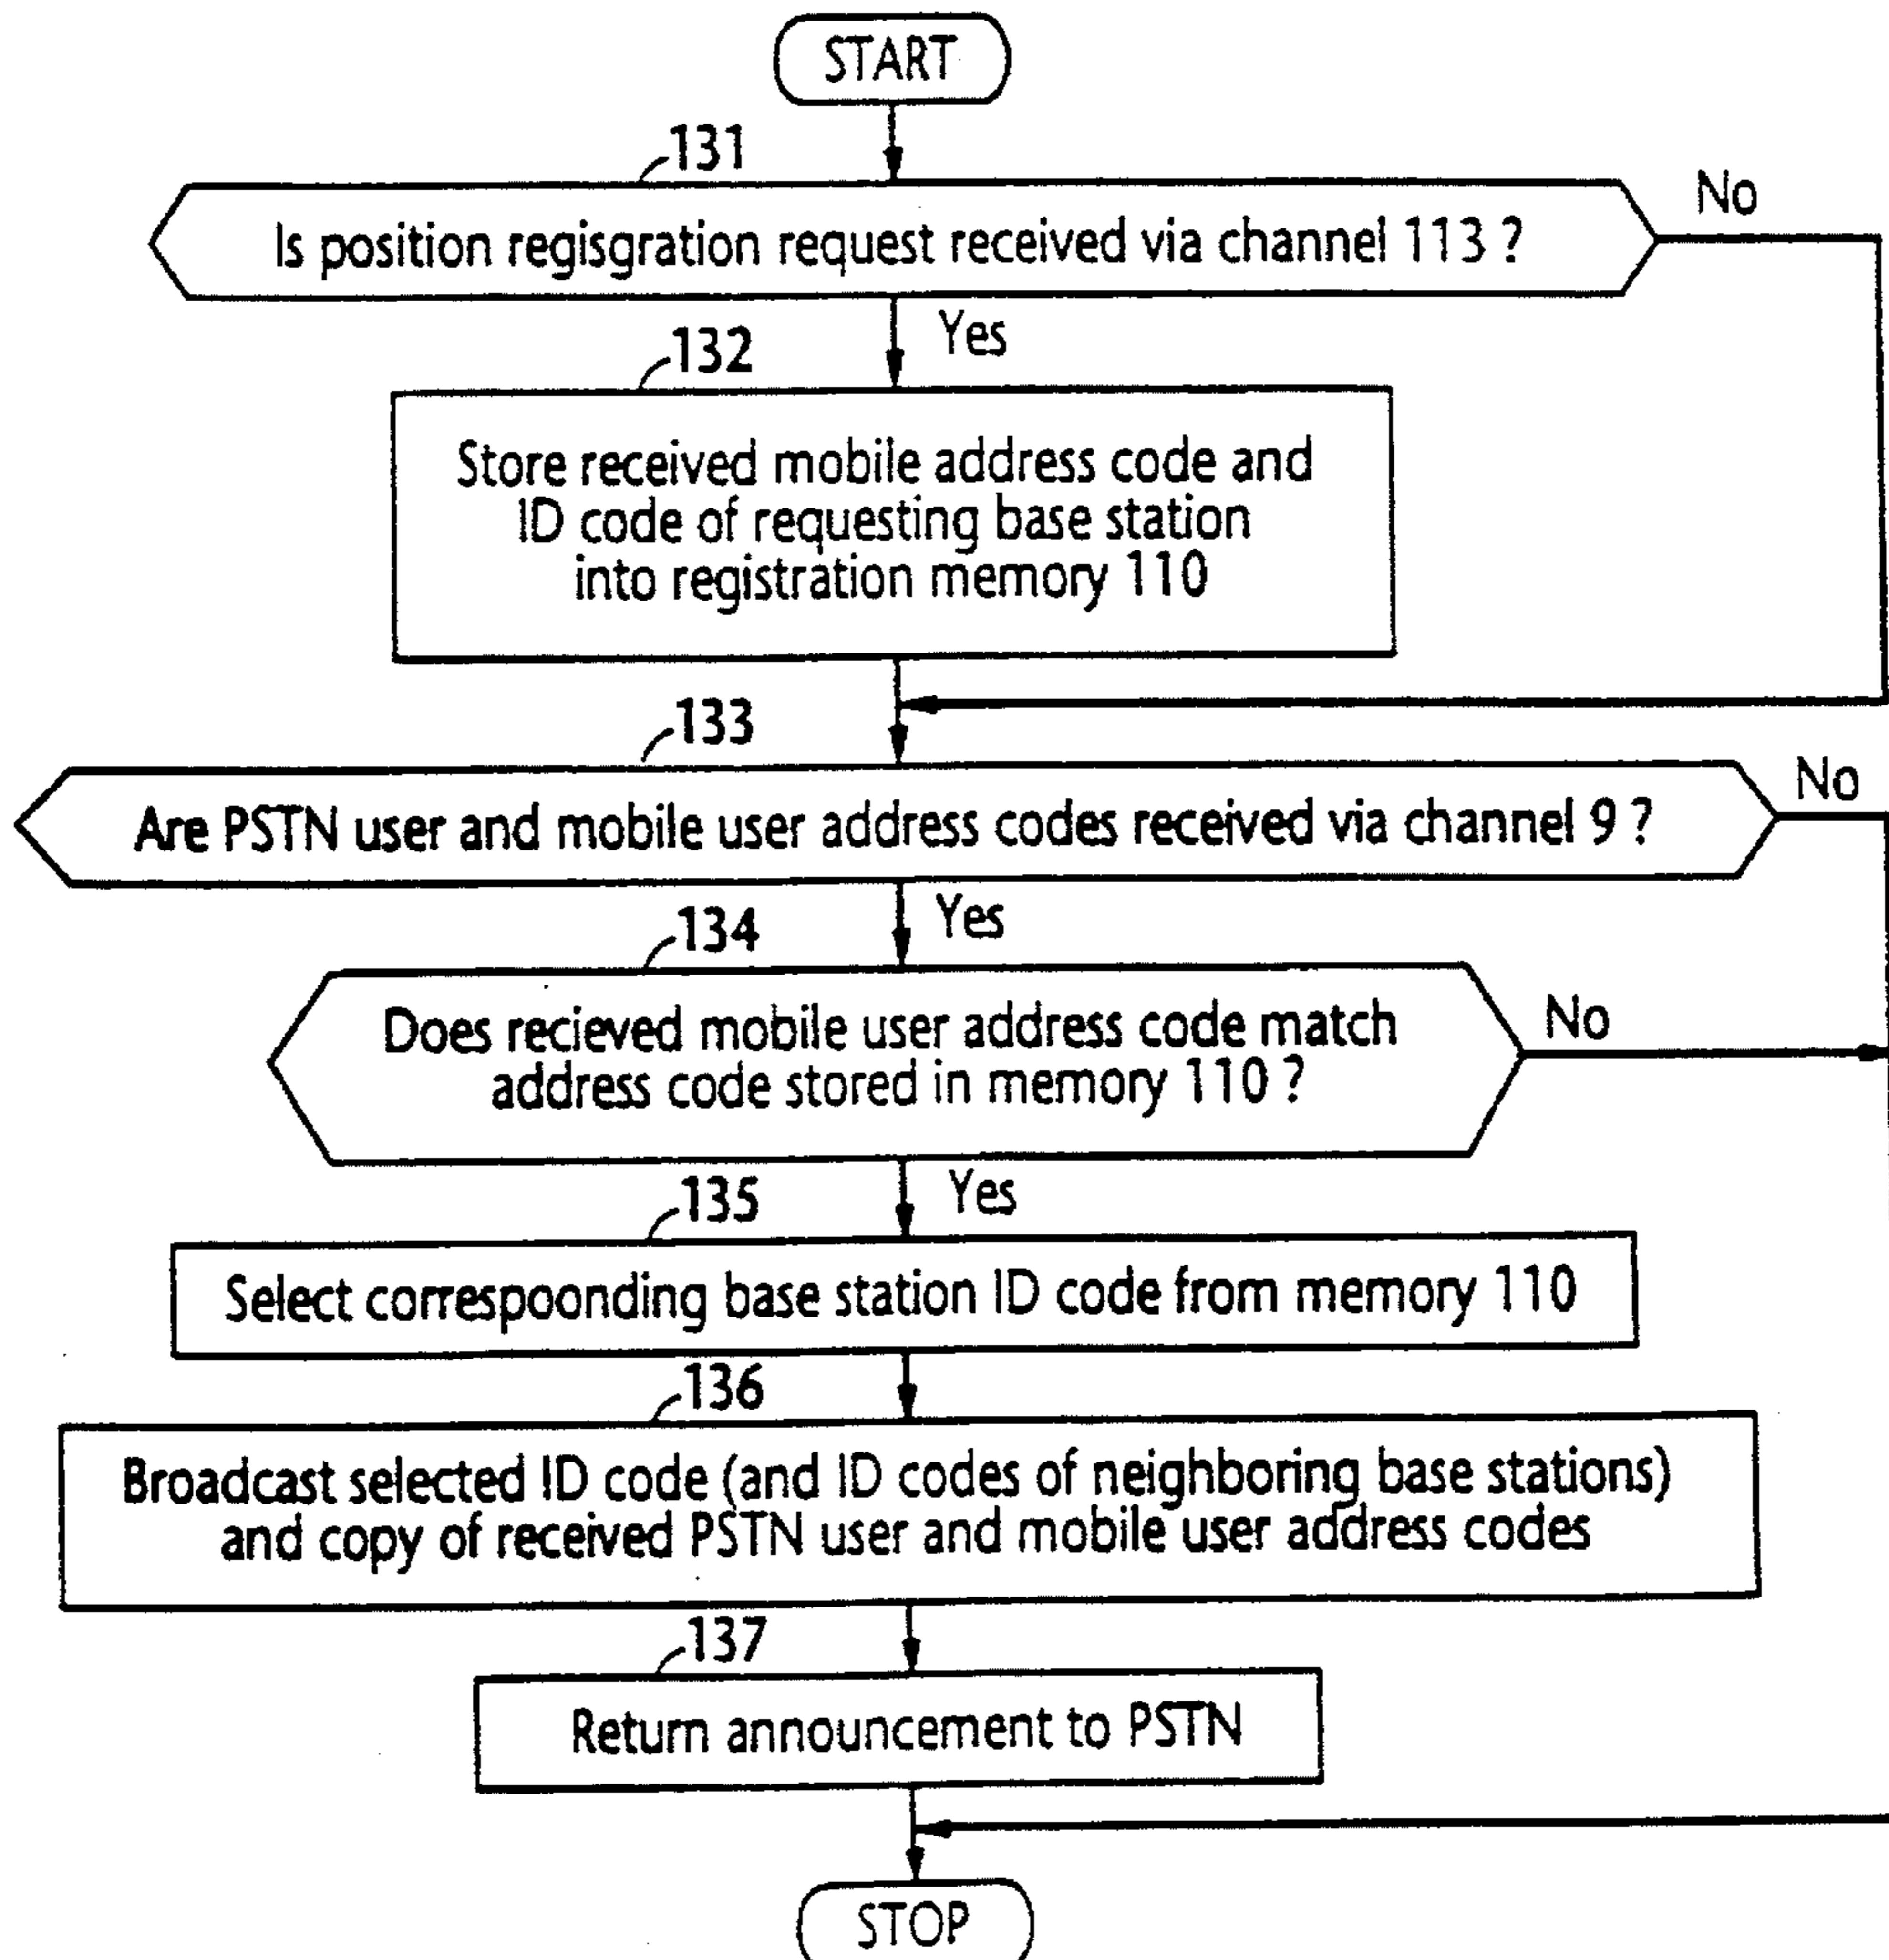 START
131
No
Is position regisgration request received via channel 113 ?
Yes
132
Store received mobile address code and
ID code of requesting base station
into registration memory 110
133
No
Are PSTN user and mobile user address codes received via channel 9 ?
Yes
134
Does recieved mobile user address code match
address code stored in memory 110 ?
No
Yes
135
Select correspoonding base station ID code from memory 110
136
Broadcast selected ID code (and ID codes of neighboring base stations)
and copy of received PSTN user and mobile user address codes
137
Return announcement to PSTN
STOP